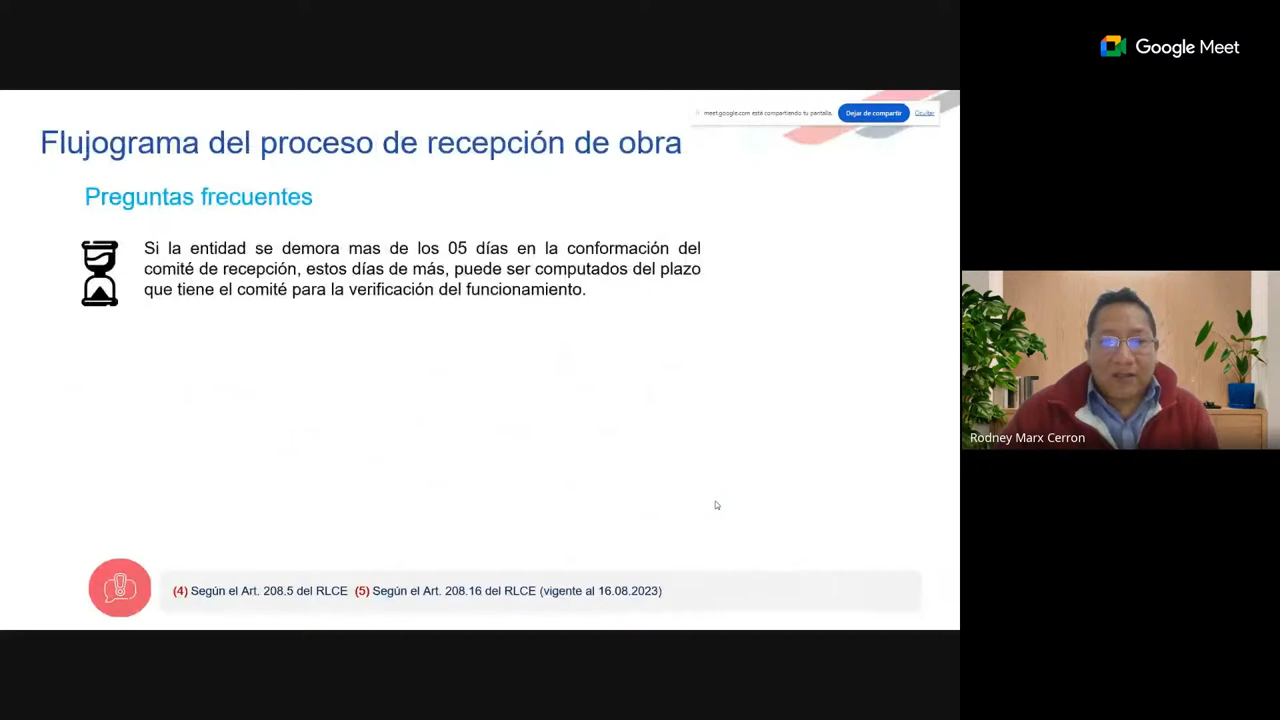 Google Meet
meet.google.com está compartiendo tu pantalla.
Dejar de compartir
Ocultar
Flujograma del proceso de recepción de obra
Preguntas frecuentes
Si la entidad se demora mas de los 05 días en la conformación del
comité de recepción, estos días de más, puede ser computados del plazo
que tiene el comité para la verificación del funcionamiento.
Rodney Marx Cerron
(4) Según el Art. 208.5 del RLCE (5) Según el Art. 208.16 del RLCE (vigente al 16.08.2023)